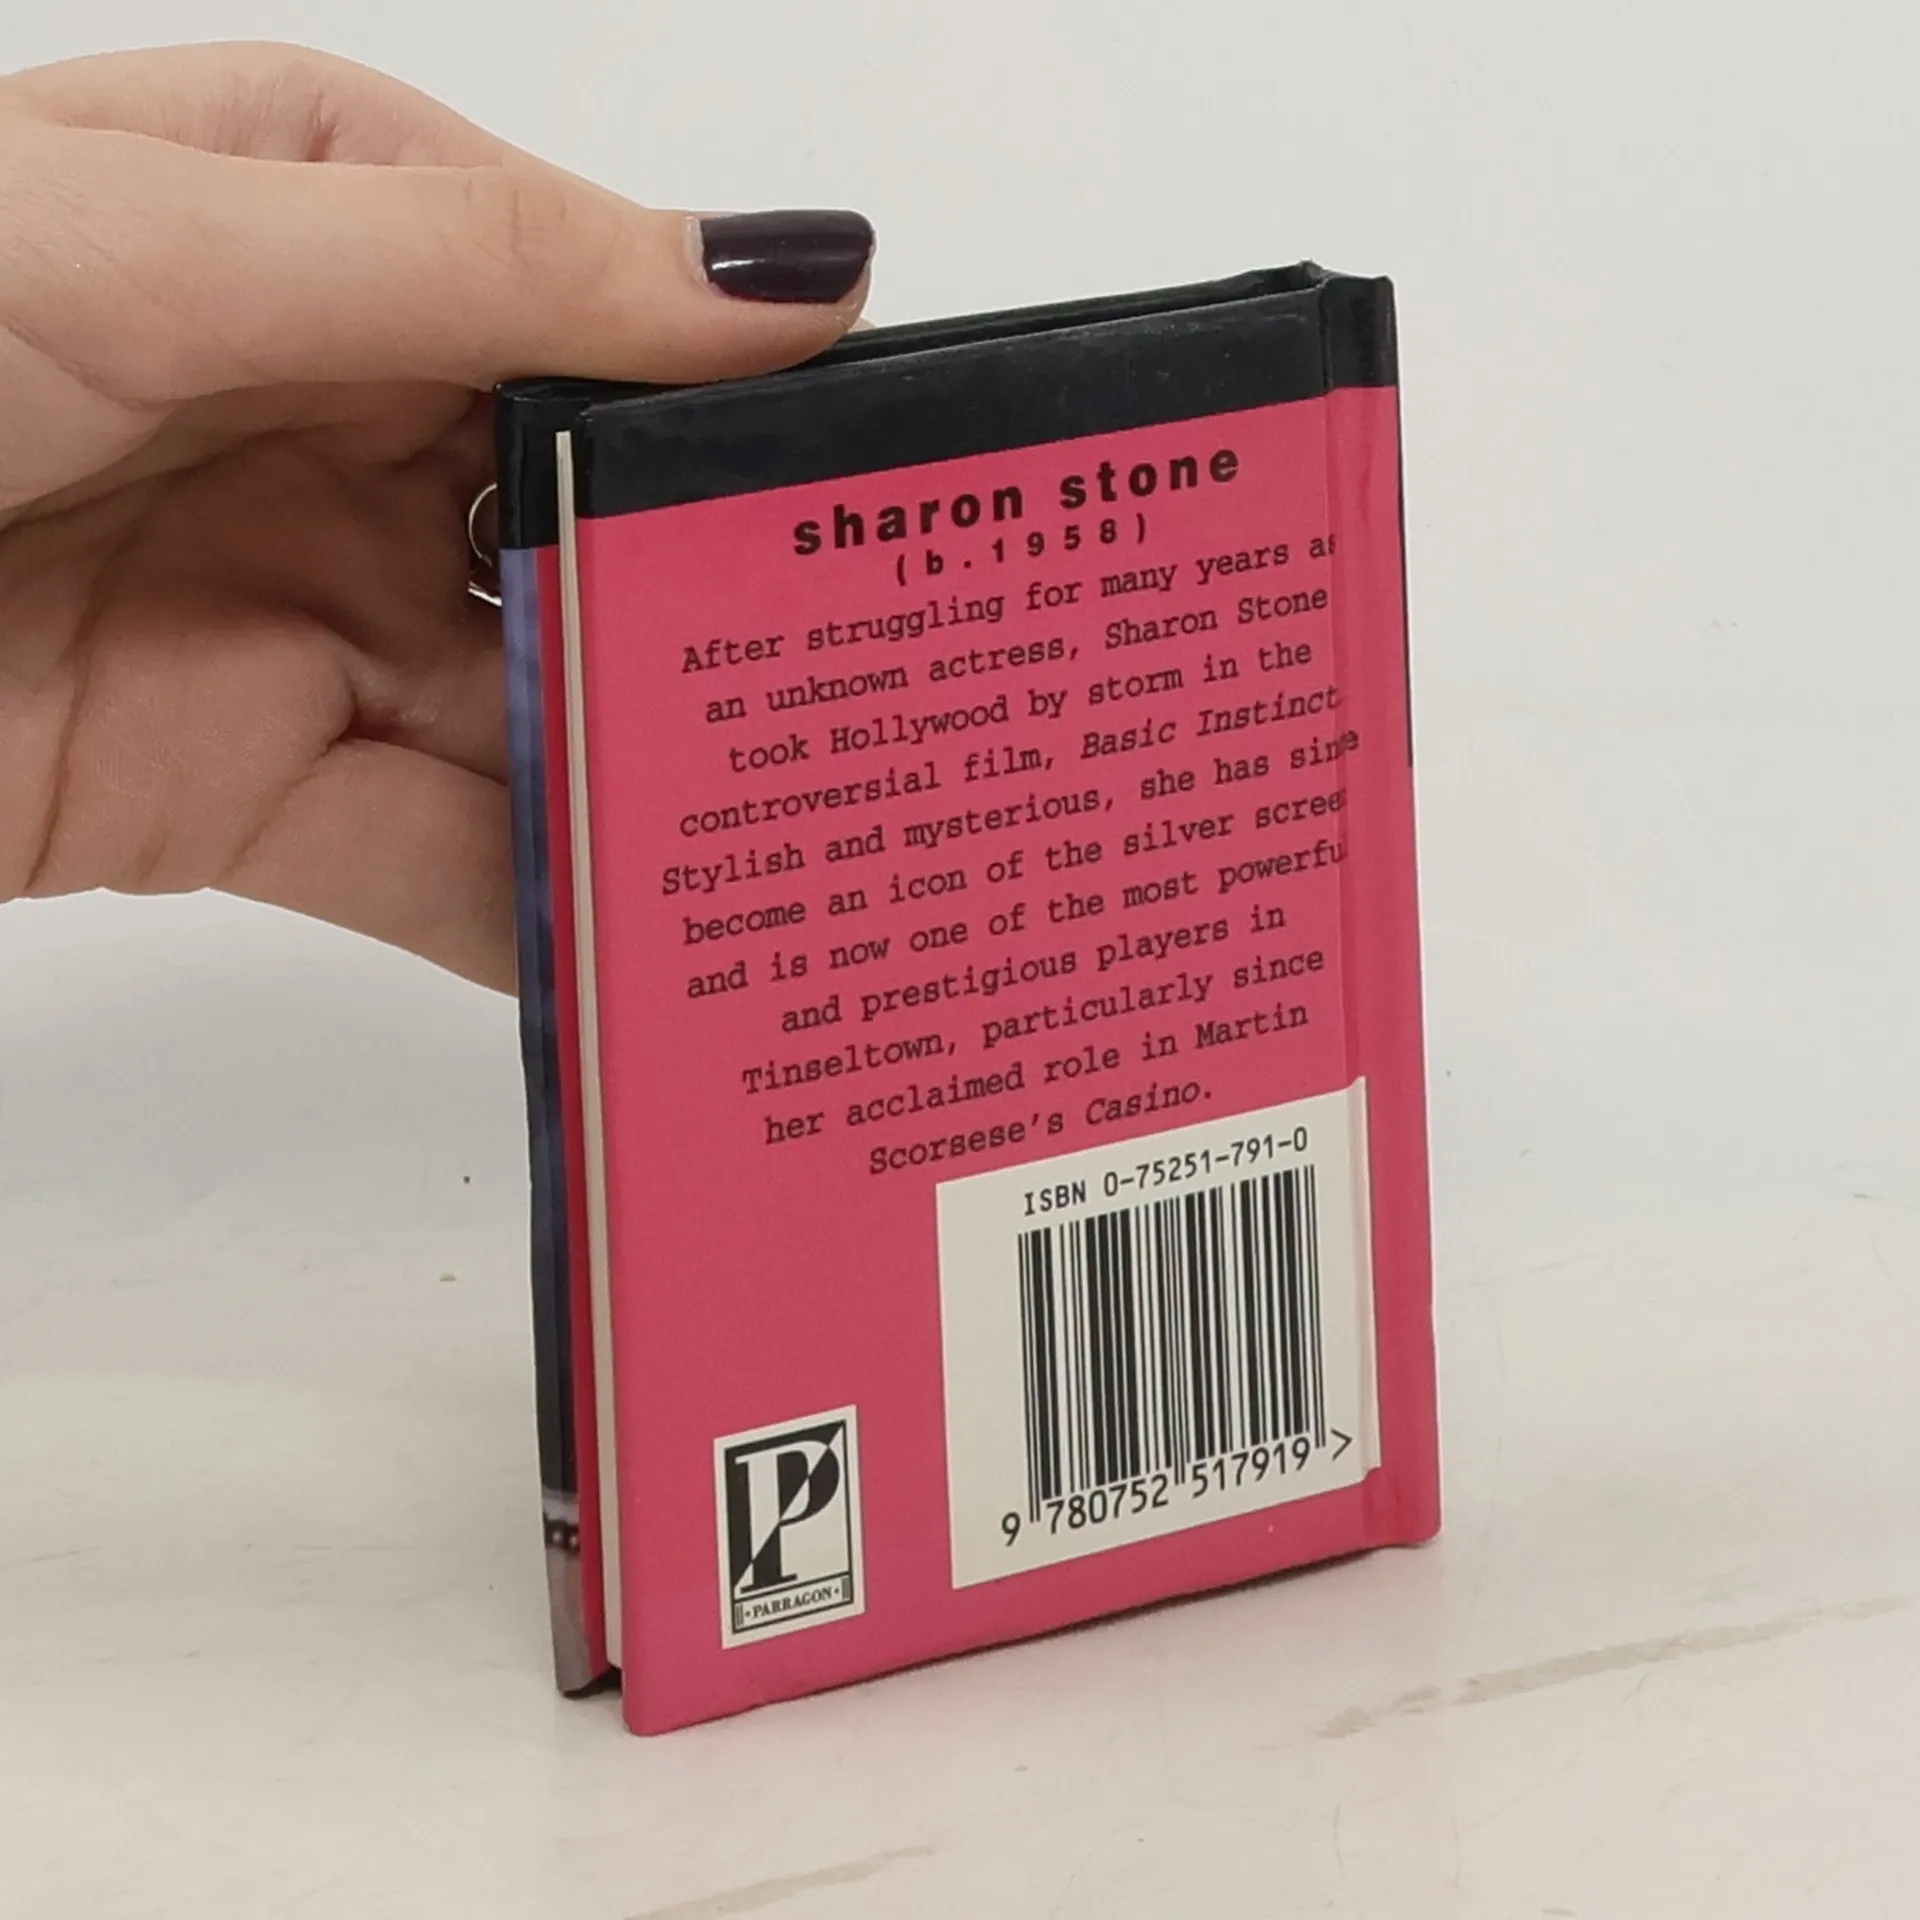 sharon stone
(b.1958)
After struggling for many years as
an unknown actress, Sharon Stone
took Hollywood by storm in the
controversial film, Basic Instinct
Stylish and mysterious, she has since
become an icon of the silver screen
and is now one of the most powerful
and prestigious players in
Tinseltown, particularly since
her acclaimed role in Martin
Scorsese's Casino.
ISBN 0-75251-791-0
9 780752 517919 >
P
•PARRAGON•